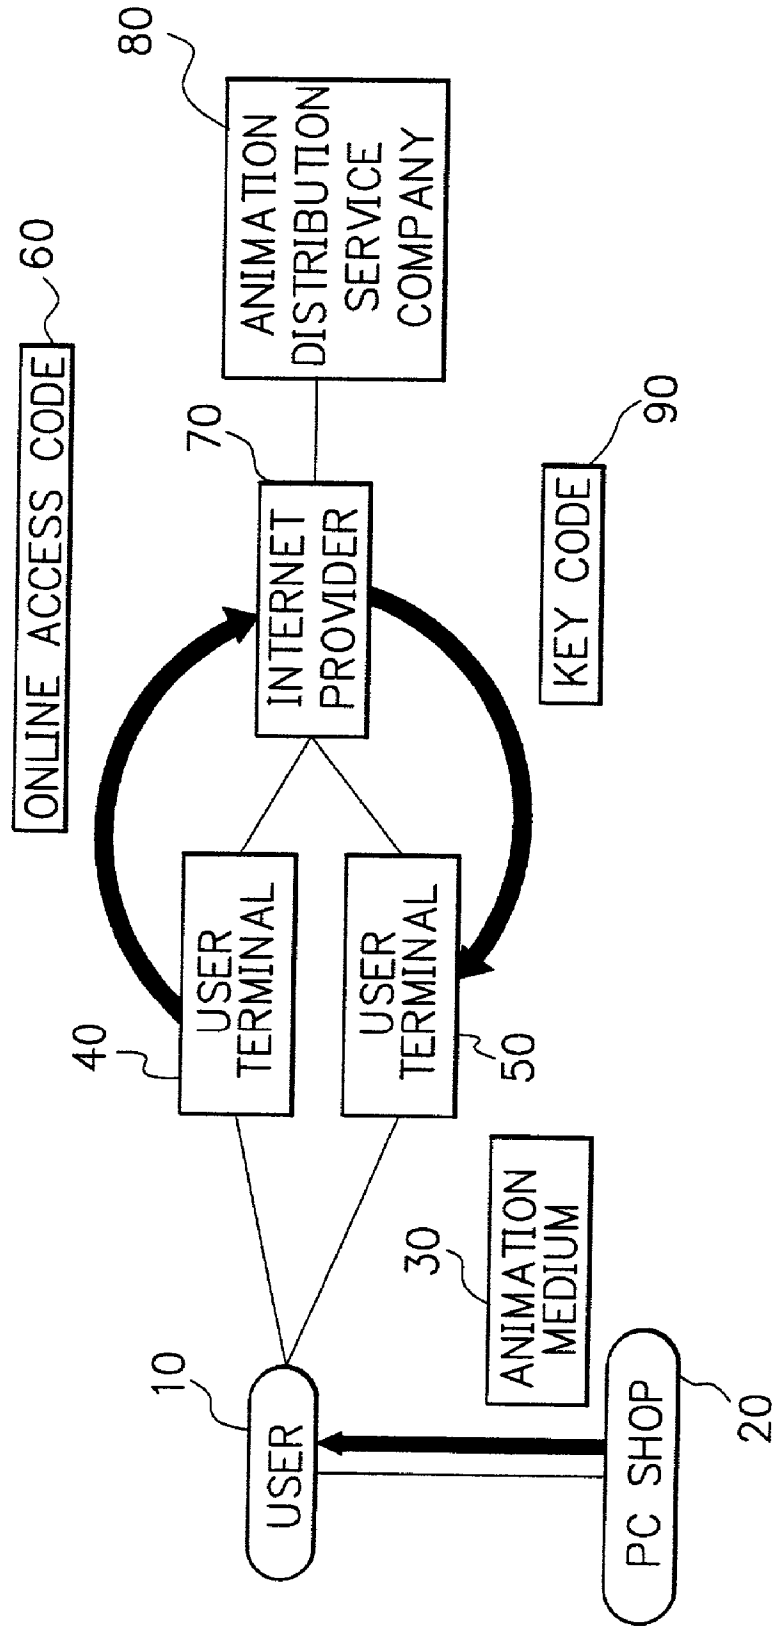 60
ONLINE ACCESS CODE
80
ANIMATION
DISTRIBUTION
SERVICE
COMPANY
70
INTERNET
PROVIDER
40
USER
TERMINAL
10
USER
USER
TERMINAL
50
KEY CODE
90
30
ANIMATION
MEDIUM
PC SHOP
20